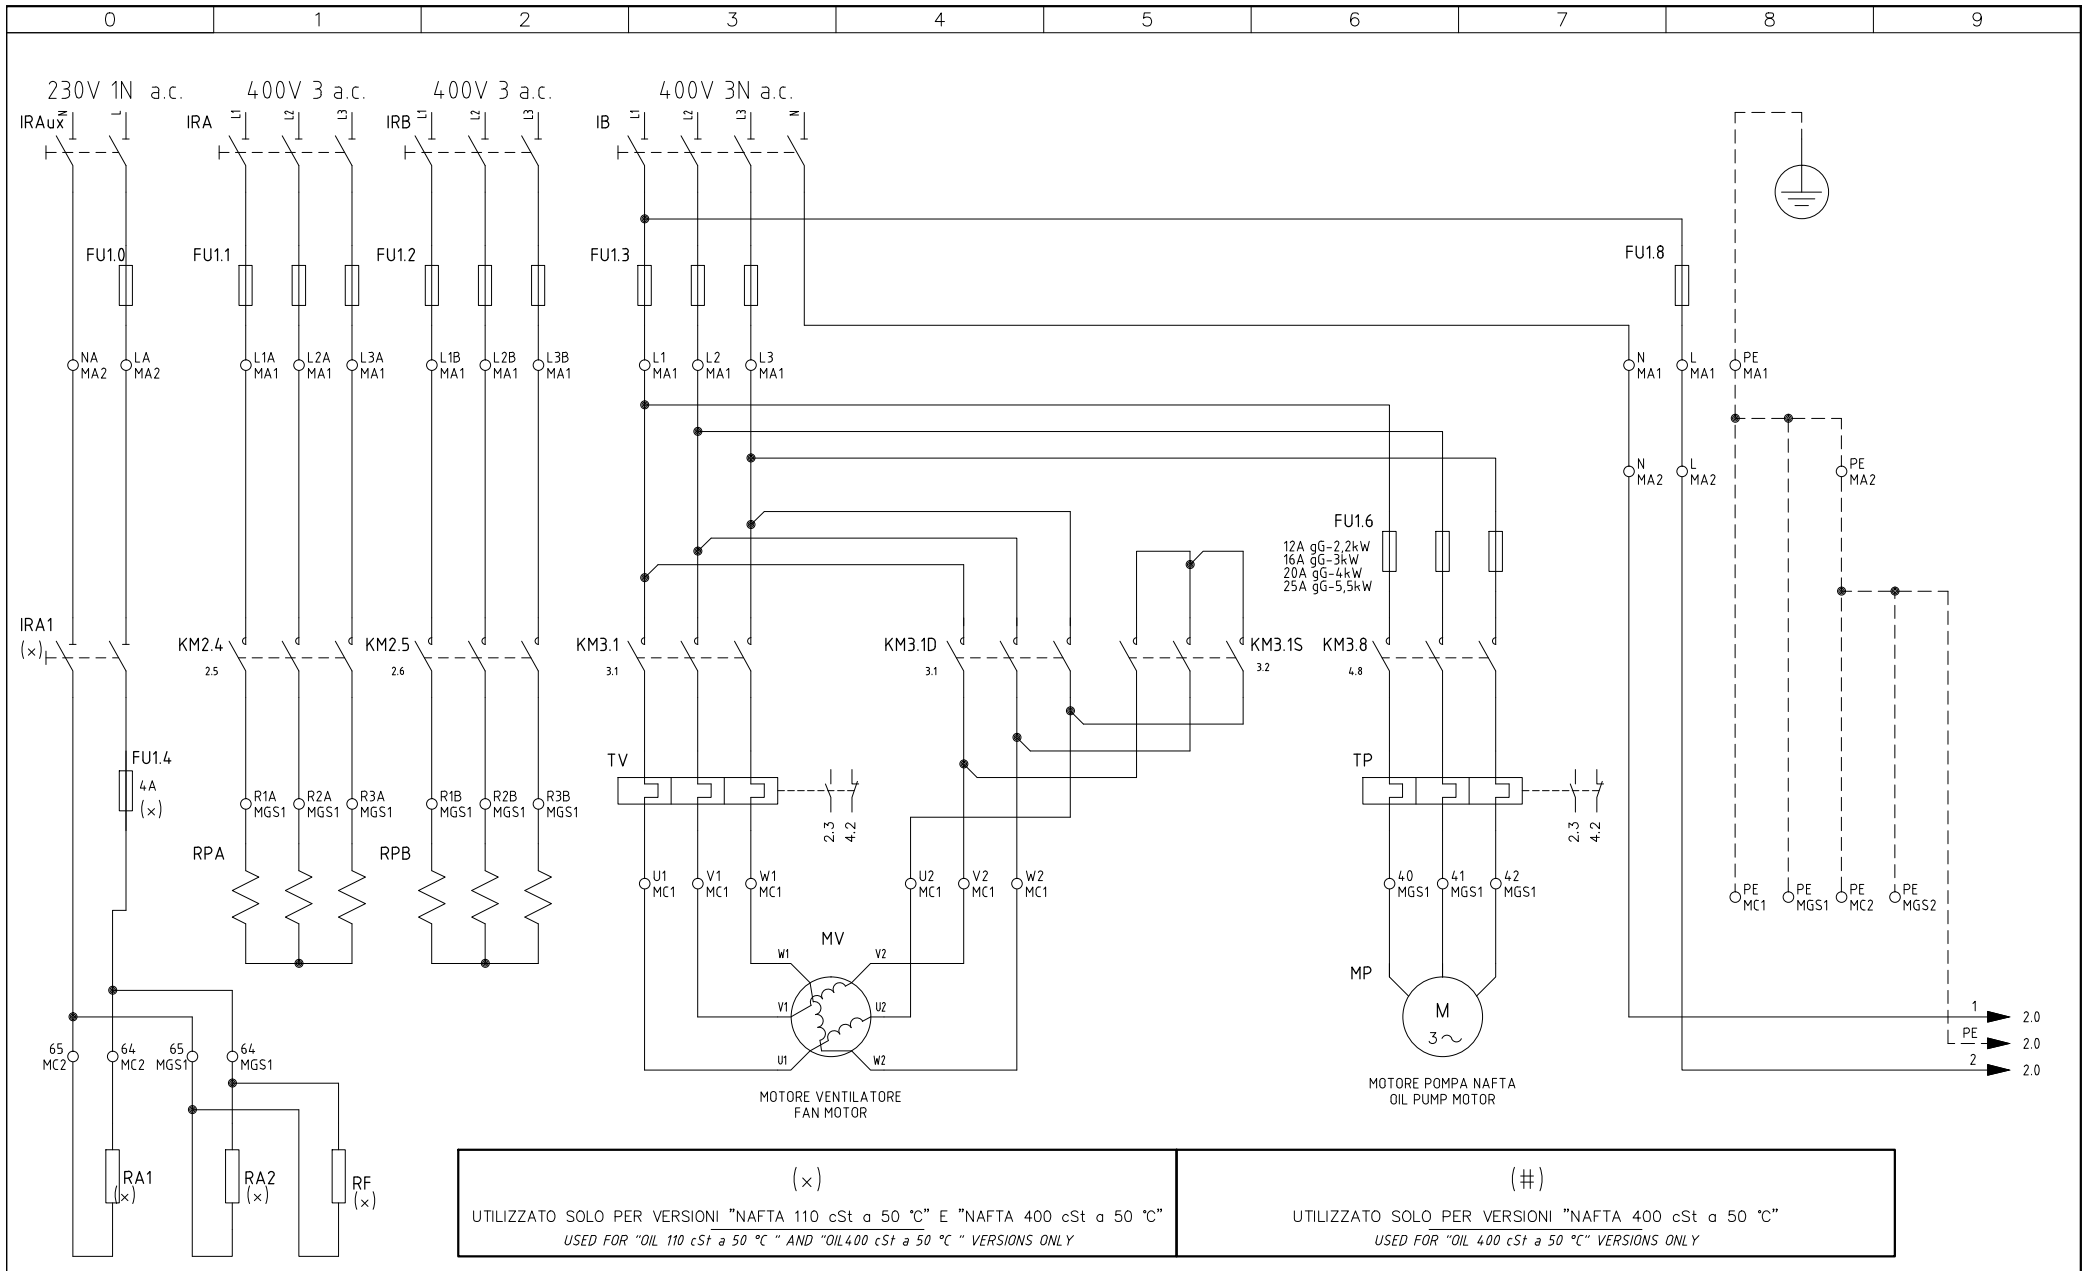 0 1 2 3 4 5 6 7 8 9
230V 1N a.c. 400V 3 a.c. 400V 3 a.c. 400V 3N a.c.
IRAux N L IRA L1 L2 L3 IRB L1 L2 L3 IB L1 L2 L3 N
FU1.0 FU1.1 FU1.2 FU1.3 FU1.8
NA LA L1A L2A L3A L1B L2B L3B L1 L2 L3 N L PE
MA2 MA2 MA1 MA1 MA1 MA1 MA1 MA1 MA1 MA1 MA1 MA1 MA1 MA1
N L PE
MA2 MA2 MA2
FU1.6
12A gG-2,2kW
16A gG-3kW
20A gG-4kW
25A gG-5,5kW
IRA1 KM2.4 KM2.5 KM3.1 KM3.1D KM3.1S KM3.8
(x) 2.5 2.6 3.1 3.1 3.2 4.8
FU1.4 TV TP
4A
(x)
R1A R2A R3A R1B R2B R3B
MGS1 MGS1 MGS1 MGS1 MGS1 MGS1
2.3 4.2 2.3 4.2
RPA RPB
U1 V1 W1 U2 V2 W2 40 41 42
MC1 MC1 MC1 MC1 MC1 MC1 MGS1 MGS1 MGS1
PE PE PE PE
MC1 MGS1 MC2 MGS2
MV
W1 V2
MP
V1 U2 M
3~
U1 W2
1 2.0
PE 2.0
2 2.0
65 64 65 64
MC2 MC2 MGS1 MGS1
MOTORE VENTILATORE
FAN MOTOR
MOTORE POMPA NAFTA
OIL PUMP MOTOR
RA1 RA2 RF
(x) (x) (x)
(x)
UTILIZZATO SOLO PER VERSIONI "NAFTA 110 cSt a 50 °C" E "NAFTA 400 cSt a 50 °C"
USED FOR "OIL 110 cSt a 50 °C " AND "OIL400 cSt a 50 °C " VERSIONS ONLY
(#)
UTILIZZATO SOLO PER VERSIONI "NAFTA 400 cSt a 50 °C"
USED FOR "OIL 400 cSt a 50 °C" VERSIONS ONLY